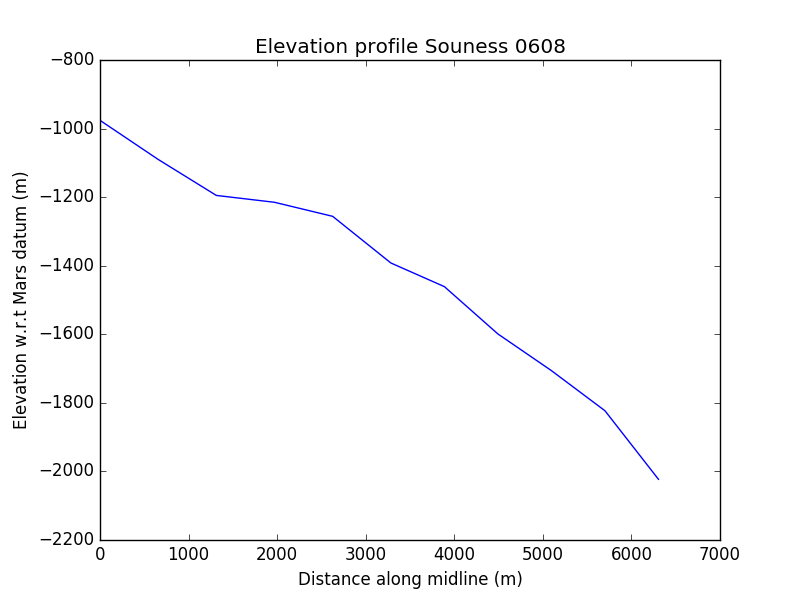 Elevation profile Souness 0608
Elevation w.r.t Mars datum (m)
−800
−1000
−1200
−1400
−1600
−1800
−2000
−2200
0 1000 2000 3000 4000 5000 6000 7000
Distance along midline (m)